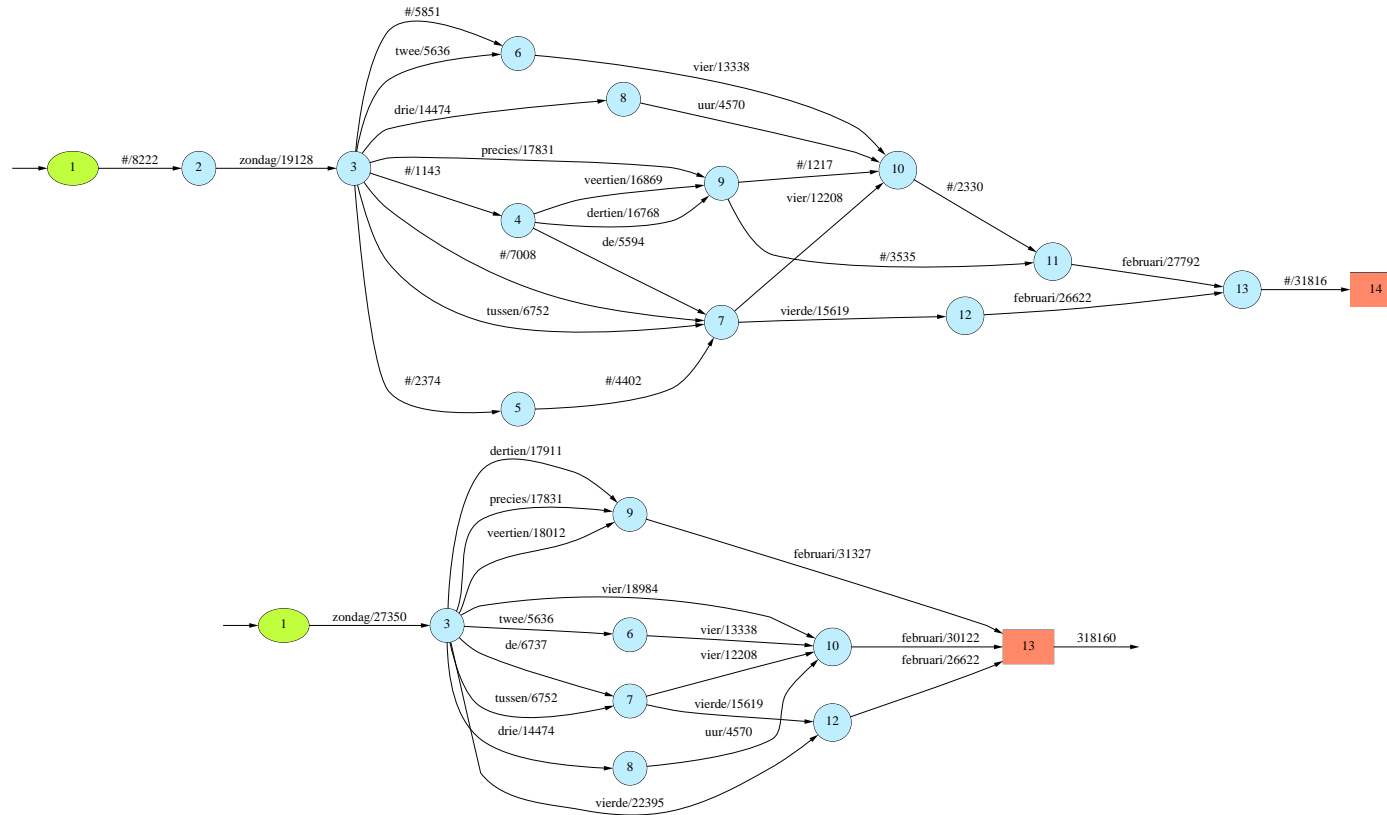 #/5851
twee/5636
6
vier/13338
8
drie/14474
uur/4570
1
#/8222
2
zondag/19128
3
precies/17831
#/1143
veertien/16869
9
#/1217
10
4
dertien/16768
vier/12208
#/2330
de/5594
#/7008
#/3535
11
februari/27792
tussen/6752
7
vierde/15619
12
februari/26622
13
#/31816
14
#/2374
#/4402
5
dertien/17911
precies/17831
9
veertien/18012
februari/31327
1
zondag/27350
3
vier/18984
twee/5636
6
vier/13338
10
februari/30122
13
318160
de/6737
vier/12208
februari/26622
tussen/6752
7
vierde/15619
12
drie/14474
8
uur/4570
vierde/22395